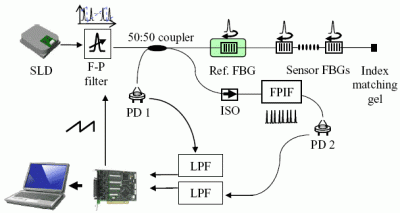 50:50 coupler
SLD
F-P
filter
Ref. FBG
Sensor FBGs
Index
matching
gel
PD 1
ISO
FPIF
PD 2
LPF
LPF